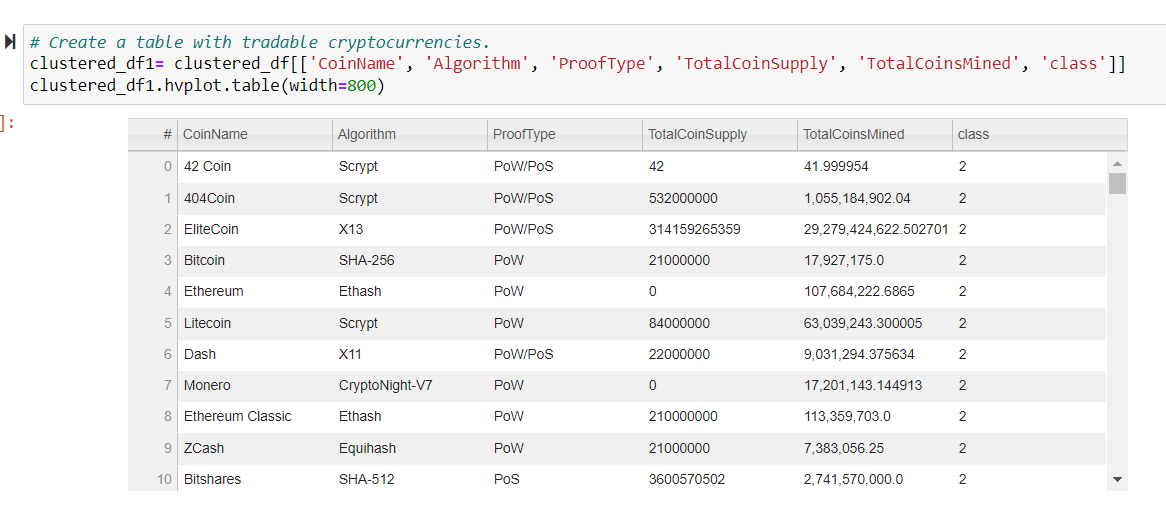 # Create a table with tradable cryptocurrencies.
clustered_df1= clustered_df[['CoinName', 'Algorithm', 'ProofType', 'TotalCoinSupply', 'TotalCoinsMined', 'class']]
clustered_df1.hvplot.table(width=800)
]:
# CoinName Algorithm ProofType TotalCoinSupply TotalCoinsMined class
0 42 Coin Scrypt PoW/PoS 42 41.999954 2
1 404Coin Scrypt PoW/PoS 532000000 1,055,184,902.04 2
2 EliteCoin X13 PoW/PoS 314159265359 29,279,424,622.502701 2
3 Bitcoin SHA-256 PoW 21000000 17,927,175.0 2
4 Ethereum Ethash PoW 0 107,684,222.6865 2
5 Litecoin Scrypt PoW 84000000 63,039,243.300005 2
6 Dash X11 PoW/PoS 22000000 9,031,294.375634 2
7 Monero CryptoNight-V7 PoW 0 17,201,143.144913 2
8 Ethereum Classic Ethash PoW 210000000 113,359,703.0 2
9 ZCash Equihash PoW 21000000 7,383,056.25 2
10 Bitshares SHA-512 PoS 3600570502 2,741,570,000.0 2